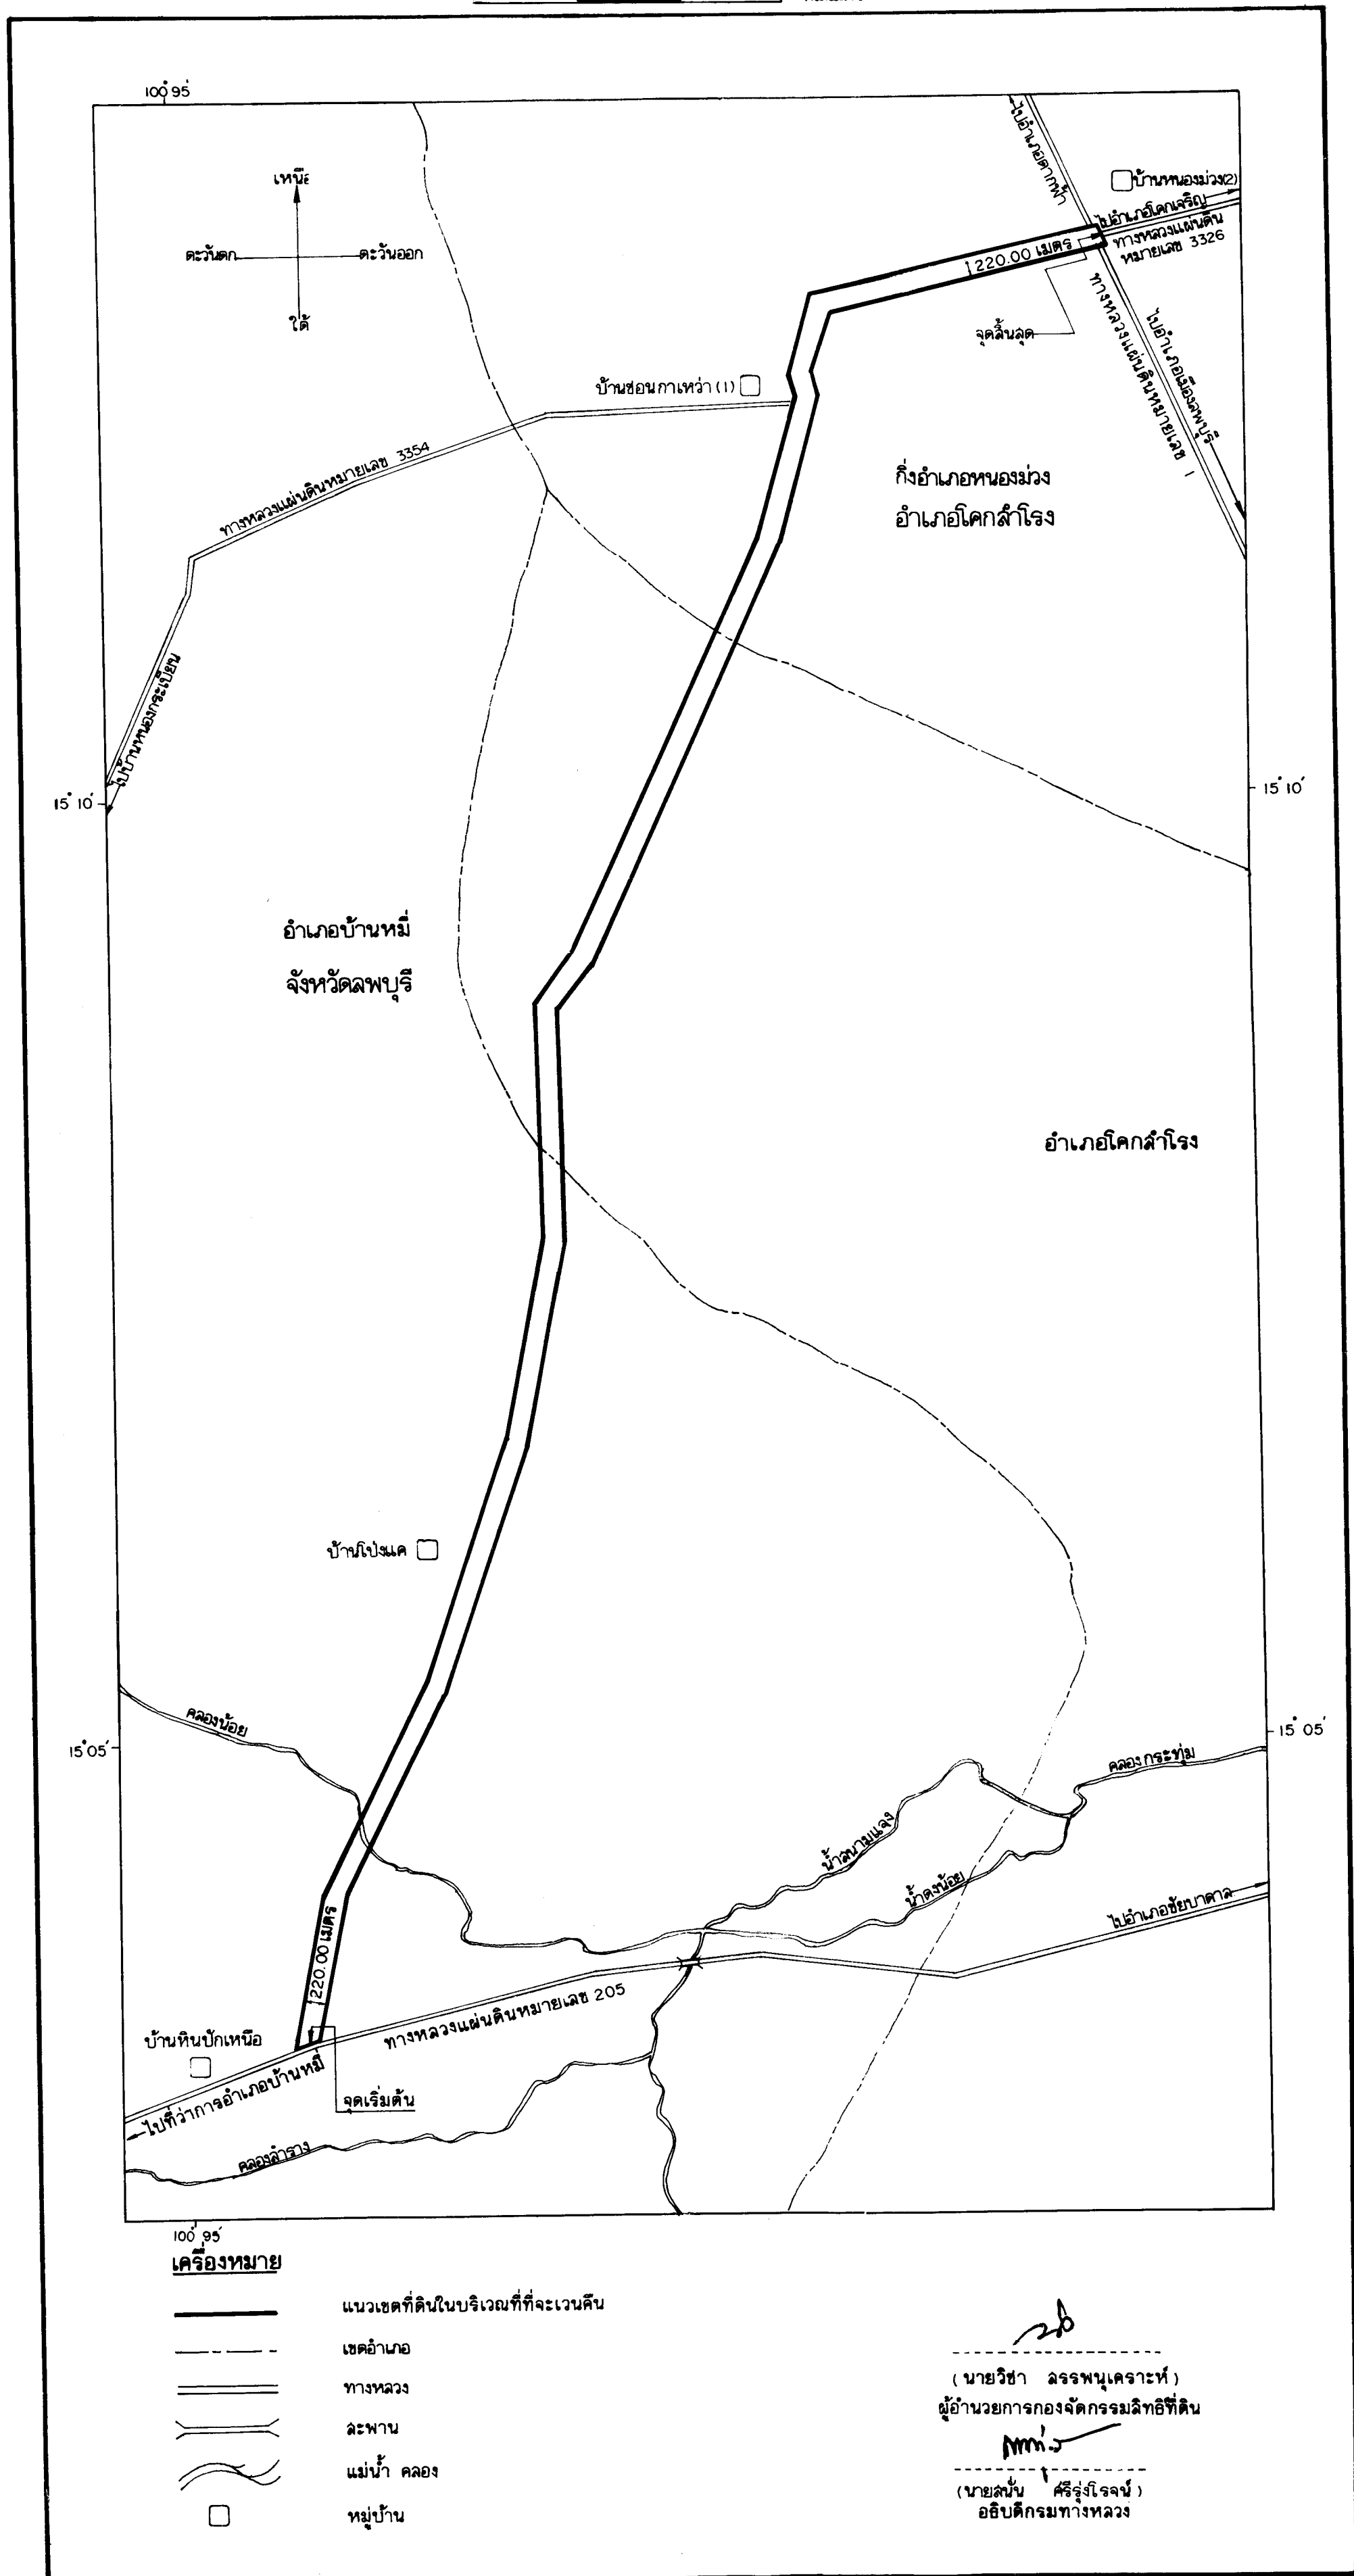 100° 95'
เหนือ
ตะวันตก
ตะวันออก
ใต้
ไปอำเภอตากฟ้า
บ้านหนองม่วง(2)
ไปอำเภอโคกเจริญ
ทางหลวงแผ่นดิน
หมายเลข 3326
220.00 เมตร
จุดสิ้นสุด
ทางหลวงแผ่นดินหมายเลข 1
ไปอำเภอเมืองลพบุรี
บ้านซอนกาเหว่า (1)
ทางหลวงแผ่นดินหมายเลข 3354
กิ่งอำเภอหนองม่วง
อำเภอโคกสำโรง
ไปบ้านหนองกระเบียน
15° 10'
15° 10'
อำเภอบ้านหมี่
จังหวัดลพบุรี
อำเภอโคกสำโรง
บ้านโป่งแค
คลองน้อย
15° 05'
15° 05'
คลองกระทุ่ม
น้ำสนามแจง
น้ำดงน้อย
ไปอำเภอชัยบาดาล
220.00 เมตร
ทางหลวงแผ่นดินหมายเลข 205
บ้านหินปักเหนือ
ไปที่ว่าการอำเภอบ้านหมี่
จุดเริ่มต้น
คลองลำราง
100° 95'
เครื่องหมาย
แนวเขตที่ดินในบริเวณที่ที่จะเวนคืน
เขตอำเภอ
ทางหลวง
สะพาน
แม่น้ำ คลอง
หมู่บ้าน
(นายวิชา สรรพนุเคราะห์)
ผู้อำนวยการกองจัดกรรมสิทธิ์ที่ดิน
(นายสนั่น ศรีรุ่งโรจน์)
อธิบดีกรมทางหลวง